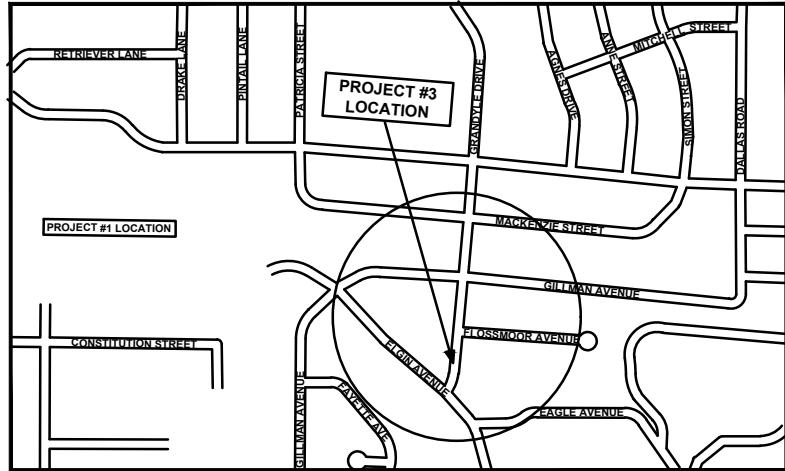 RETRIEVER LANE
DRAKE LANE
PINTAIL LANE
PATRICIA STREET
PROJECT #3
LOCATION
GRANDYLE DRIVE
AGNES DRIVE
ANNE STREET
MITCHELL STREET
SIMON STREET
DALLAS ROAD
PROJECT #1 LOCATION
MACKENZIE STREET
GILLMAN AVENUE
CONSTITUTION STREET
FLOSSMOOR AVENUE
ELGIN AVENUE
GILLMAN AVENUE
FAYETTE AVE
EAGLE AVENUE